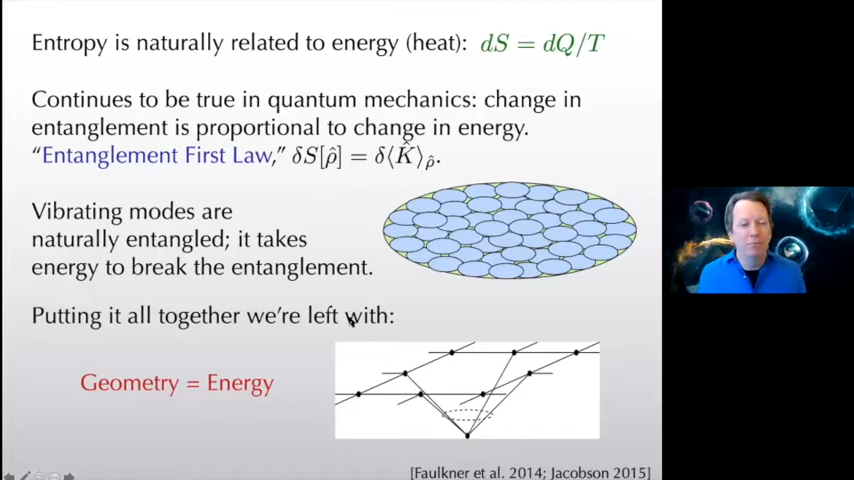 Entropy is naturally related to energy (heat): dS = dQ/T
Continues to be true in quantum mechanics: change in
entanglement is proportional to change in energy.
“Entanglement First Law,” δS[ρ̂] = δ⟨K̂⟩ρ̂.
Vibrating modes are
naturally entangled; it takes
energy to break the entanglement.
Putting it all together we’re left with:
Geometry = Energy
[Faulkner et al. 2014; Jacobson 2015]